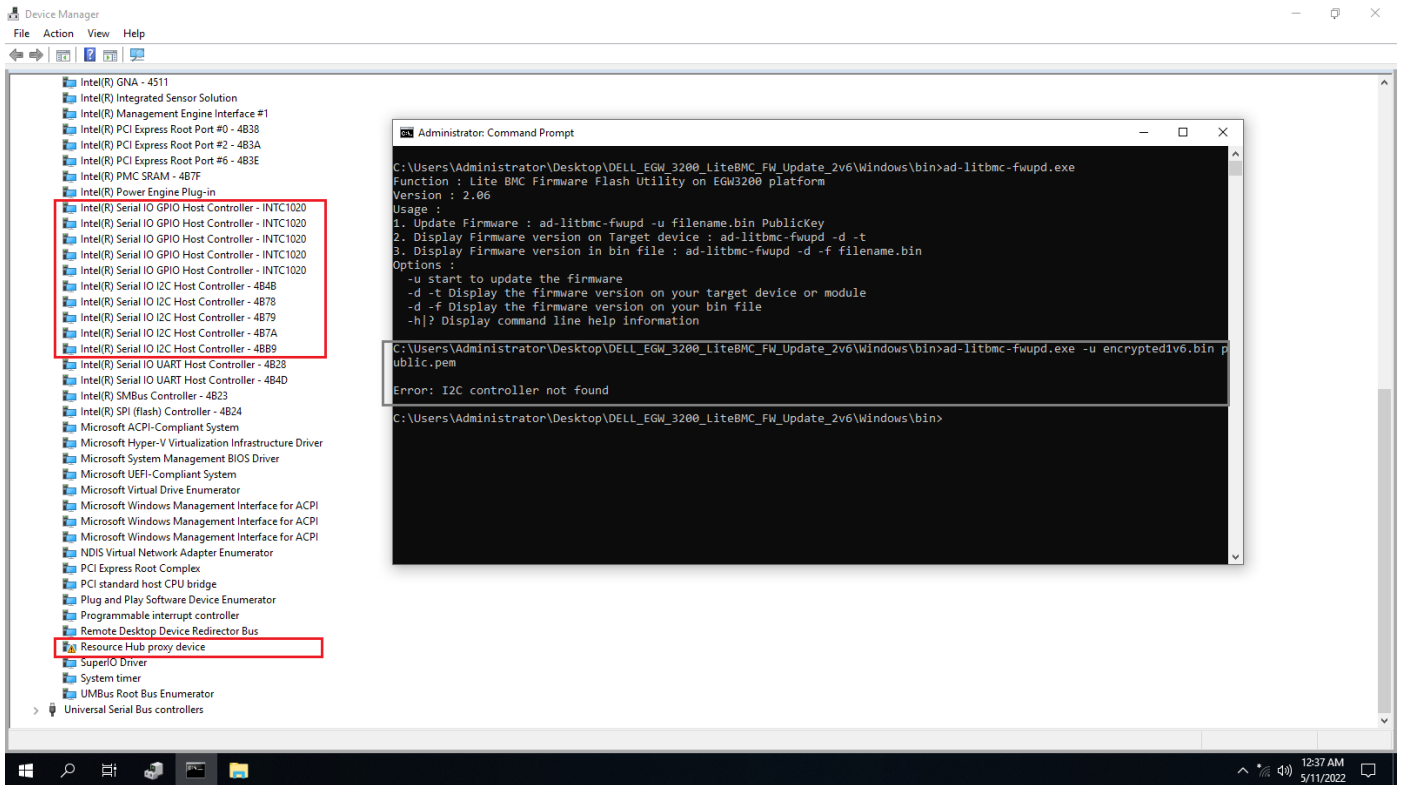 Device Manager
File Action View Help
Intel(R) GNA - 4511
Intel(R) Integrated Sensor Solution
Intel(R) Management Engine Interface #1
Intel(R) PCI Express Root Port #0 - 4B38
Intel(R) PCI Express Root Port #2 - 4B3A
Intel(R) PCI Express Root Port #6 - 4B3E
Intel(R) PMC SRAM - 4B7F
Intel(R) Power Engine Plug-in
Intel(R) Serial IO GPIO Host Controller - INTC1020
Intel(R) Serial IO GPIO Host Controller - INTC1020
Intel(R) Serial IO GPIO Host Controller - INTC1020
Intel(R) Serial IO GPIO Host Controller - INTC1020
Intel(R) Serial IO GPIO Host Controller - INTC1020
Intel(R) Serial IO I2C Host Controller - 4B4B
Intel(R) Serial IO I2C Host Controller - 4B78
Intel(R) Serial IO I2C Host Controller - 4B79
Intel(R) Serial IO I2C Host Controller - 4B7A
Intel(R) Serial IO I2C Host Controller - 4BB9
Intel(R) Serial IO UART Host Controller - 4B28
Intel(R) Serial IO UART Host Controller - 4B4D
Intel(R) SMBus Controller - 4B23
Intel(R) SPI (flash) Controller - 4B24
Microsoft ACPI-Compliant System
Microsoft Hyper-V Virtualization Infrastructure Driver
Microsoft System Management BIOS Driver
Microsoft UEFI-Compliant System
Microsoft Virtual Drive Enumerator
Microsoft Windows Management Interface for ACPI
Microsoft Windows Management Interface for ACPI
Microsoft Windows Management Interface for ACPI
NDIS Virtual Network Adapter Enumerator
PCI Express Root Complex
PCI standard host CPU bridge
Plug and Play Software Device Enumerator
Programmable interrupt controller
Remote Desktop Device Redirector Bus
Resource Hub proxy device
SuperIO Driver
System timer
UMBus Root Bus Enumerator
Universal Serial Bus controllers
Administrator: Command Prompt
C:\Users\Administrator\Desktop\DELL_EGW_3200_LiteBMC_FW_Update_2v6\Windows\bin>ad-litbmc-fwupd.exe
Function : Lite BMC Firmware Flash Utility on EGW3200 platform
Version : 2.06
Usage :
1. Update Firmware : ad-litbmc-fwupd -u filename.bin PublicKey
2. Display Firmware version on Target device : ad-litbmc-fwupd -d -t
3. Display Firmware version in bin file : ad-litbmc-fwupd -d -f filename.bin
Options :
-u start to update the firmware
-d -t Display the firmware version on your target device or module
-d -f Display the firmware version on your bin file
-h|? Display command line help information
C:\Users\Administrator\Desktop\DELL_EGW_3200_LiteBMC_FW_Update_2v6\Windows\bin>ad-litbmc-fwupd.exe -u encrypted1v6.bin p
ublic.pem
Error: I2C controller not found
C:\Users\Administrator\Desktop\DELL_EGW_3200_LiteBMC_FW_Update_2v6\Windows\bin>
12:37 AM
5/11/2022